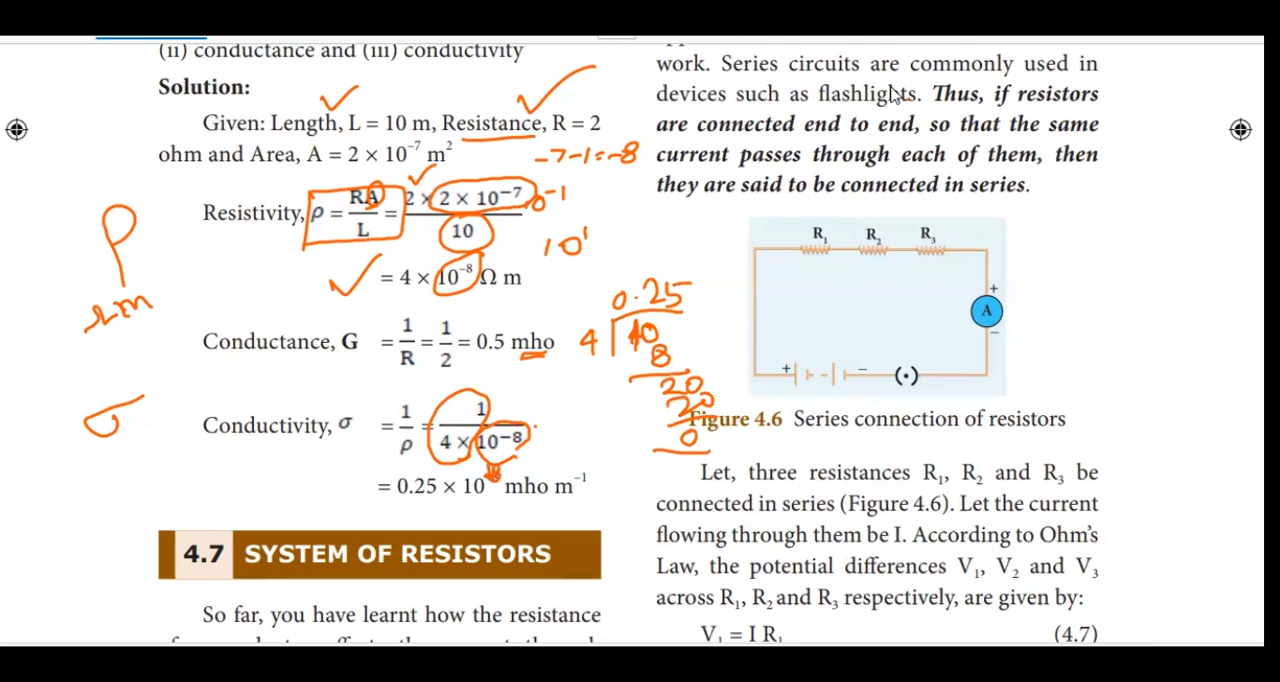 (ii) conductance and (iii) conductivity
Solution:
Given: Length, L = 10 m, Resistance, R = 2
ohm and Area, A = 2 × 10⁻⁷ m²
-7-1=-8
Resistivity, ρ = RA/L = 2 × 2 × 10⁻⁷/10
10⁻¹
10¹
= 4 × 10⁻⁸ Ω m
ρ
Ωm
Conductance, G = 1/R = 1/2 = 0.5 mho
0.25
4 40
8
20
20
0
σ
Conductivity, σ = 1/ρ = 1/4 × 10⁻⁸
= 0.25 × 10⁸ mho m⁻¹
4.7 SYSTEM OF RESISTORS
So far, you have learnt how the resistance
work. Series circuits are commonly used in
devices such as flashlights. Thus, if resistors
are connected end to end, so that the same
current passes through each of them, then
they are said to be connected in series.
R₁ R₂ R₃
+
A
−
+ − (•)
Figure 4.6 Series connection of resistors
Let, three resistances R₁, R₂ and R₃ be
connected in series (Figure 4.6). Let the current
flowing through them be I. According to Ohm's
Law, the potential differences V₁, V₂ and V₃
across R₁, R₂ and R₃ respectively, are given by:
V₁ = I R₁ (4.7)